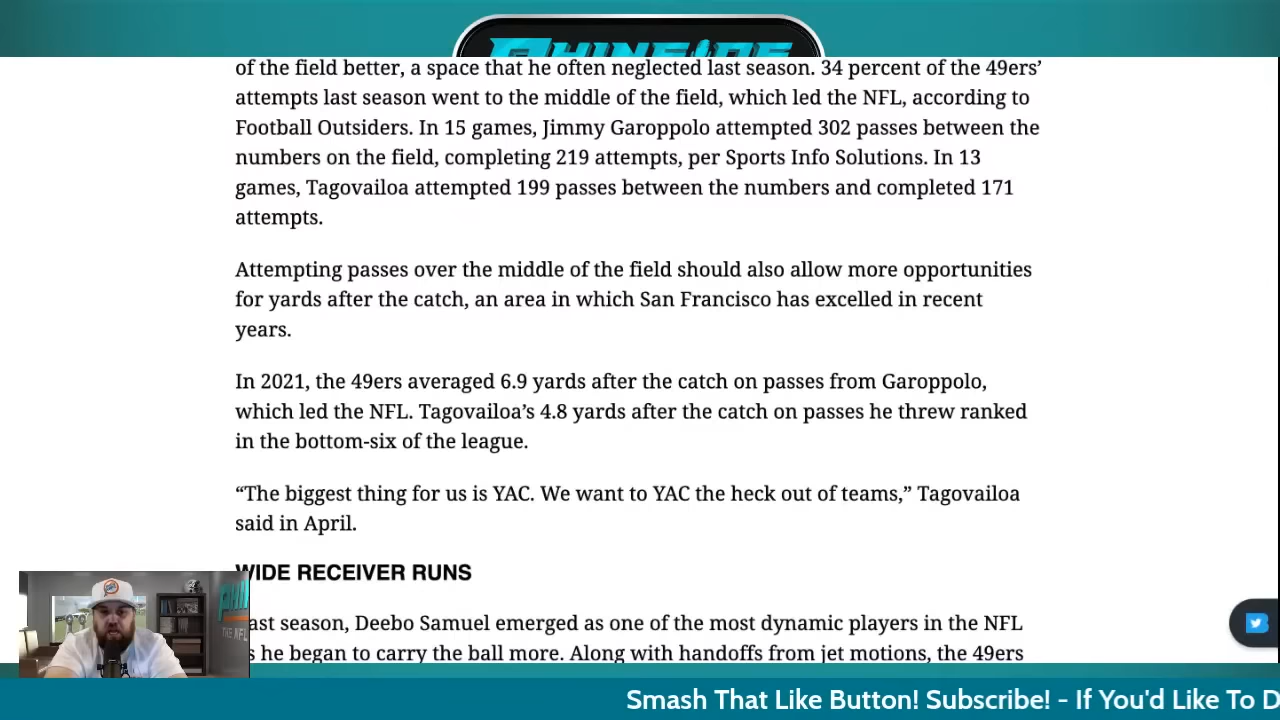 PHINSIDE
of the field better, a space that he often neglected last season. 34 percent of the 49ers’
attempts last season went to the middle of the field, which led the NFL, according to
Football Outsiders. In 15 games, Jimmy Garoppolo attempted 302 passes between the
numbers on the field, completing 219 attempts, per Sports Info Solutions. In 13
games, Tagovailoa attempted 199 passes between the numbers and completed 171
attempts.
Attempting passes over the middle of the field should also allow more opportunities
for yards after the catch, an area in which San Francisco has excelled in recent
years.
In 2021, the 49ers averaged 6.9 yards after the catch on passes from Garoppolo,
which led the NFL. Tagovailoa’s 4.8 yards after the catch on passes he threw ranked
in the bottom-six of the league.
“The biggest thing for us is YAC. We want to YAC the heck out of teams,” Tagovailoa
said in April.
WIDE RECEIVER RUNS
ast season, Deebo Samuel emerged as one of the most dynamic players in the NFL
he began to carry the ball more. Along with handoffs from jet motions, the 49ers
PHIN
THE NFL
Smash That Like Button! Subscribe! - If You'd Like To D